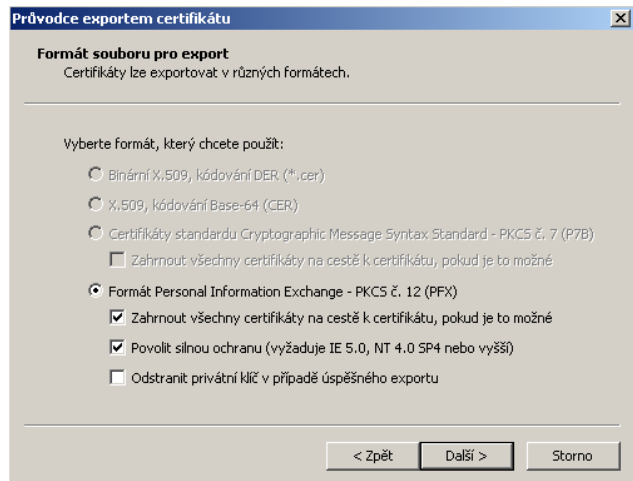 Průvodce exportem certifikátu
Formát souboru pro export
Certifikáty lze exportovat v různých formátech.
Vyberte formát, který chcete použít:
Binární X.509, kódování DER (*.cer)
X.509, kódování Base-64 (CER)
Certifikáty standardu Cryptographic Message Syntax Standard - PKCS č. 7 (P7B)
Zahrnout všechny certifikáty na cestě k certifikátu, pokud je to možné
Formát Personal Information Exchange - PKCS č. 12 (PFX)
Zahrnout všechny certifikáty na cestě k certifikátu, pokud je to možné
Povolit silnou ochranu (vyžaduje IE 5.0, NT 4.0 SP4 nebo vyšší)
Odstranit privátní klíč v případě úspěšného exportu
< Zpět Další > Storno